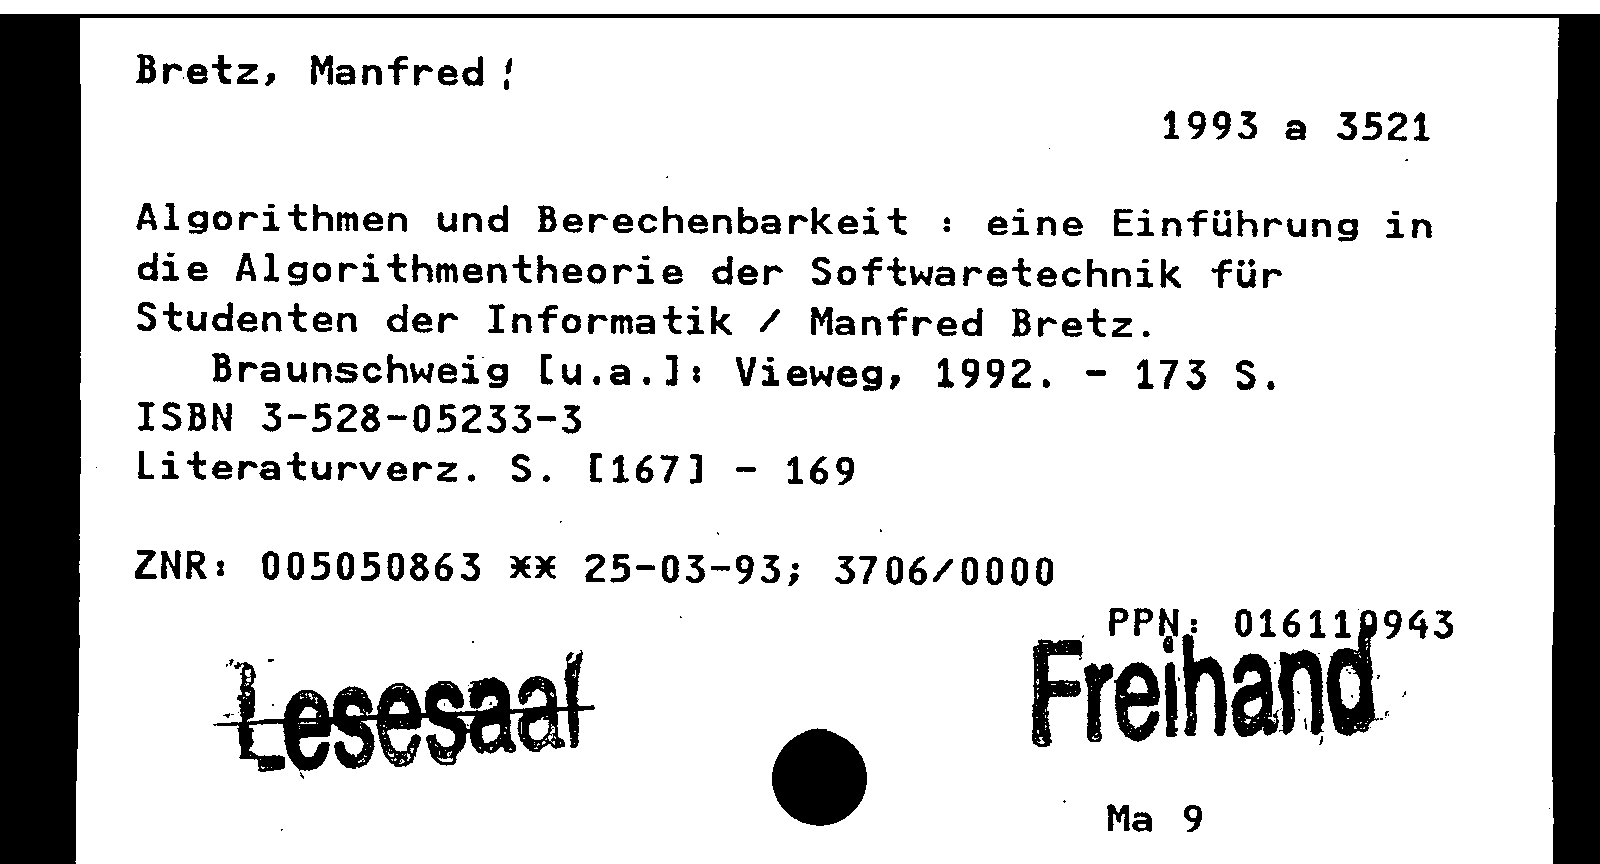 Bretz, Manfred !
1993 a 3521
Algorithmen und Berechenbarkeit : eine Einführung in
die Algorithmentheorie der Softwaretechnik für
Studenten der Informatik / Manfred Bretz.
Braunschweig [u.a.]: Vieweg, 1992. - 173 S.
ISBN 3-528-05233-3
Literaturverz. S. [167] - 169
ZNR: 005050863 ** 25-03-93; 3706/0000
PPN: 016110943
Lesesaal
Freihand
Ma 9